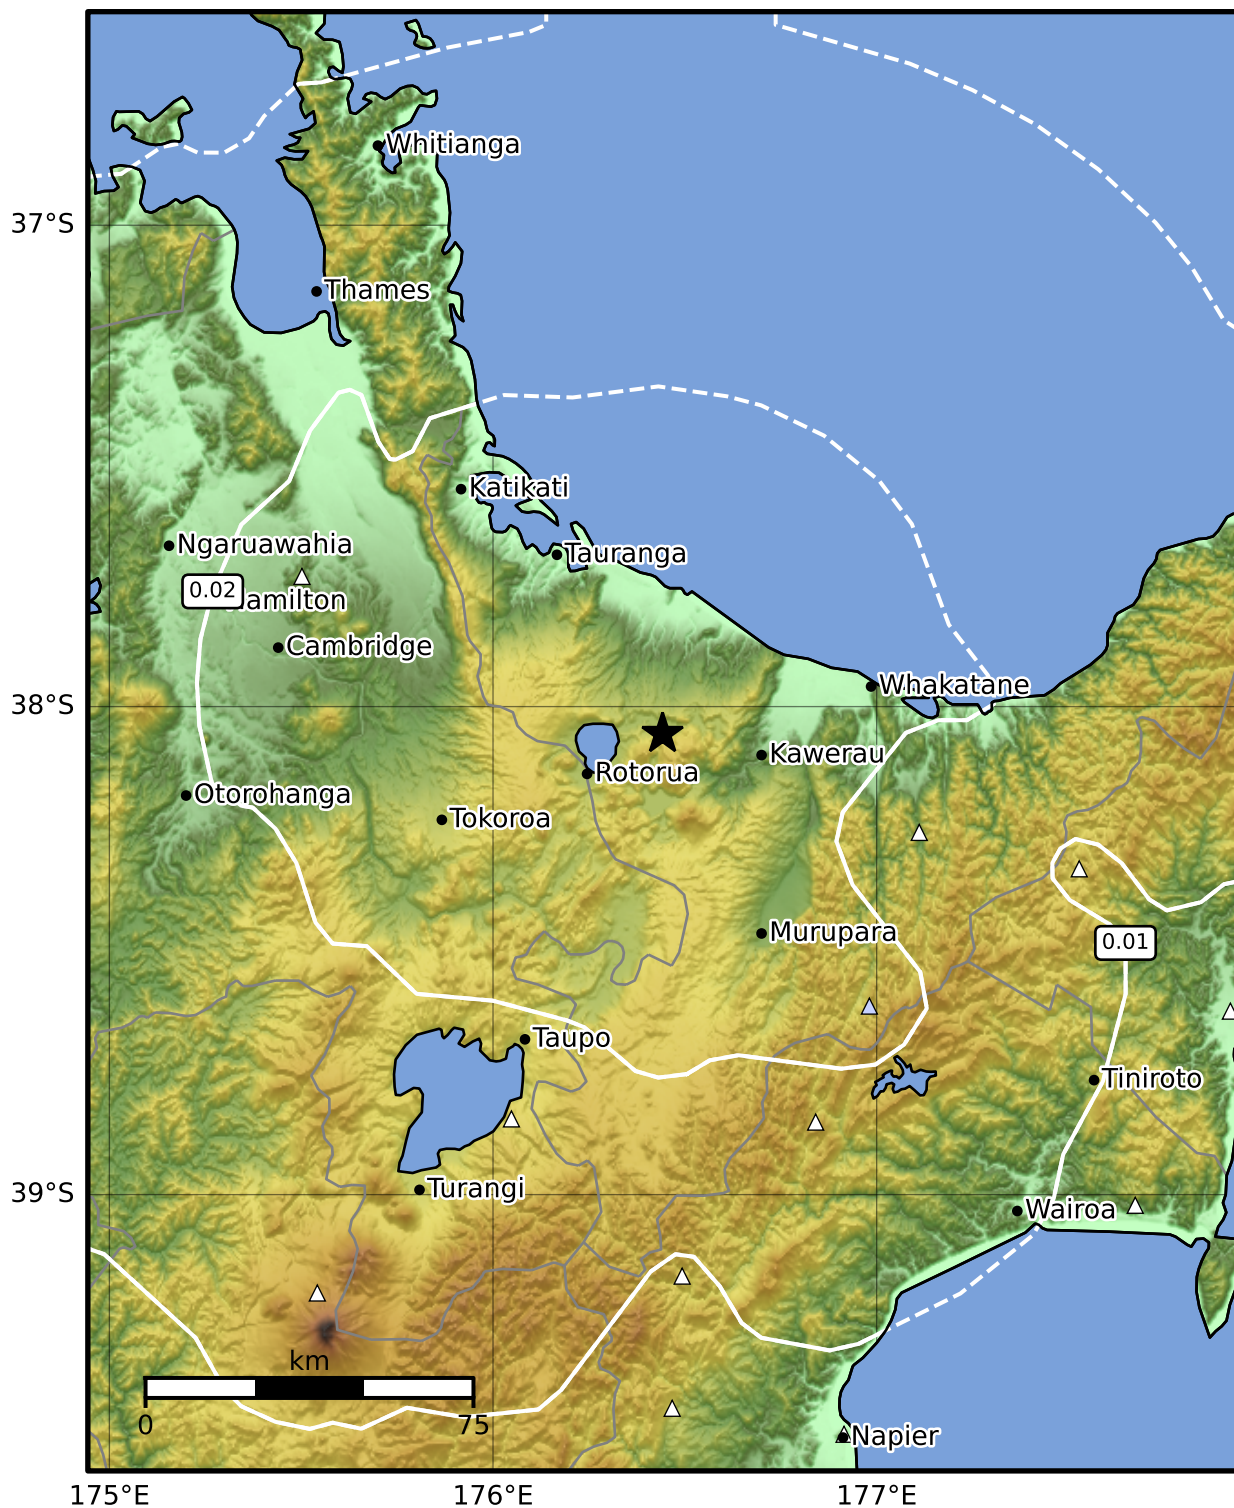 Whitianga
37°S
Thames
Katikati
Ngaruawahia
Tauranga
0.02
amilton
Cambridge
Whakatane
38°S
Kawerau
Rotorua
Otorohanga
Tokoroa
Murupara
0.01
Taupo
Tiniroto
Turangi
39°S
Wairoa
km
0 75
Napier
175°E 176°E 177°E